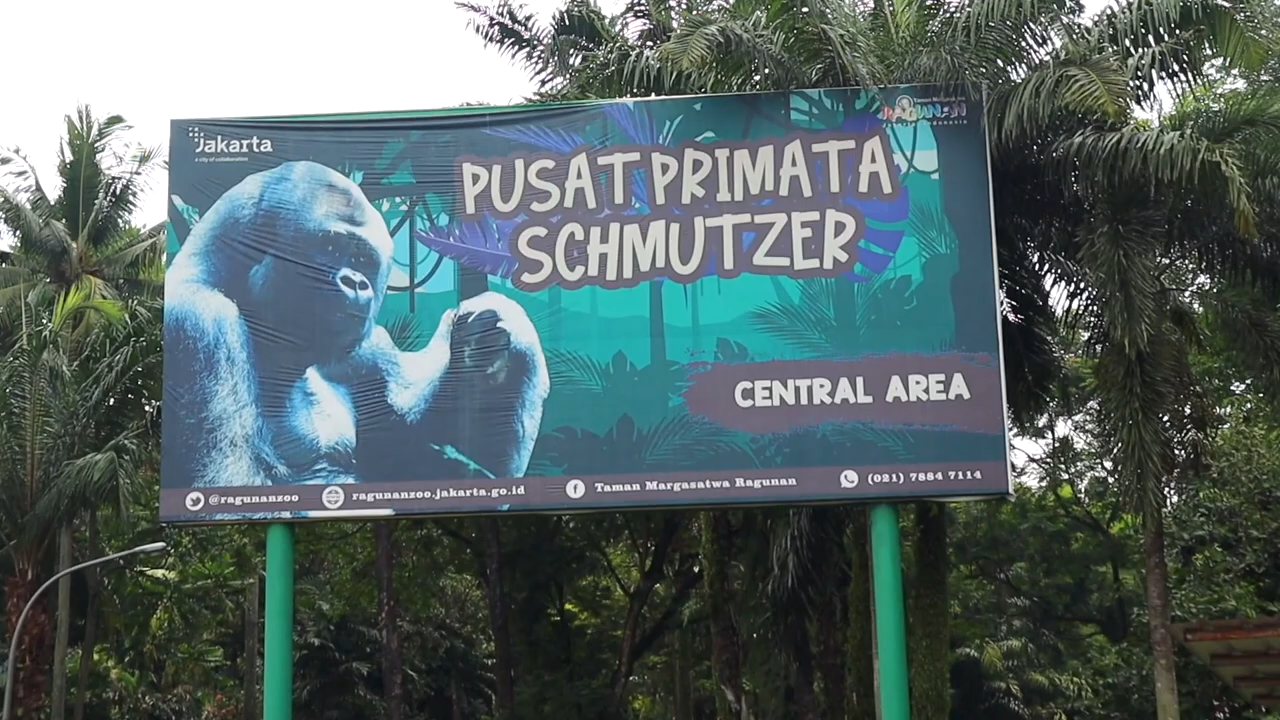 Jakarta
a city of collaboration
RAGUNAN
PUSAT PRIMATA
SCHMUTZER
CENTRAL AREA
@ragunanzoo
ragunanzoo.jakarta.go.id
Taman Margasatwa Ragunan
(021) 7884 7114